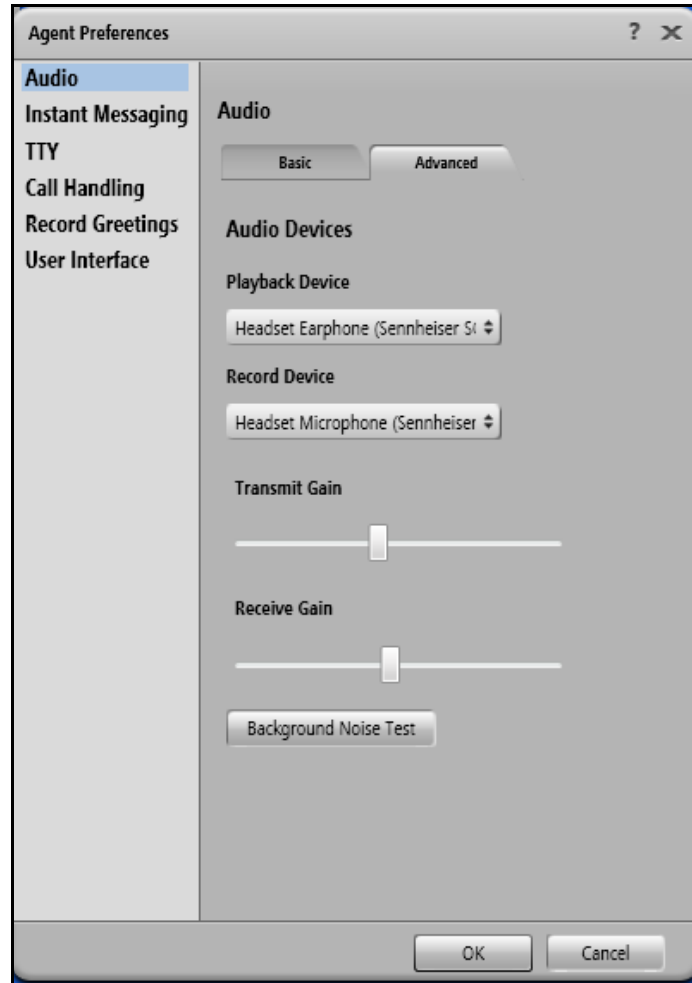 Agent Preferences ?
Audio
Instant Messaging
TTY
Call Handling
Record Greetings
User Interface
Audio
Basic Advanced
Audio Devices
Playback Device
Headset Earphone (Sennheiser
Record Device
Headset Microphone (Sennheiser
Transmit Gain
Receive Gain
Background Noise Test
OK Cancel